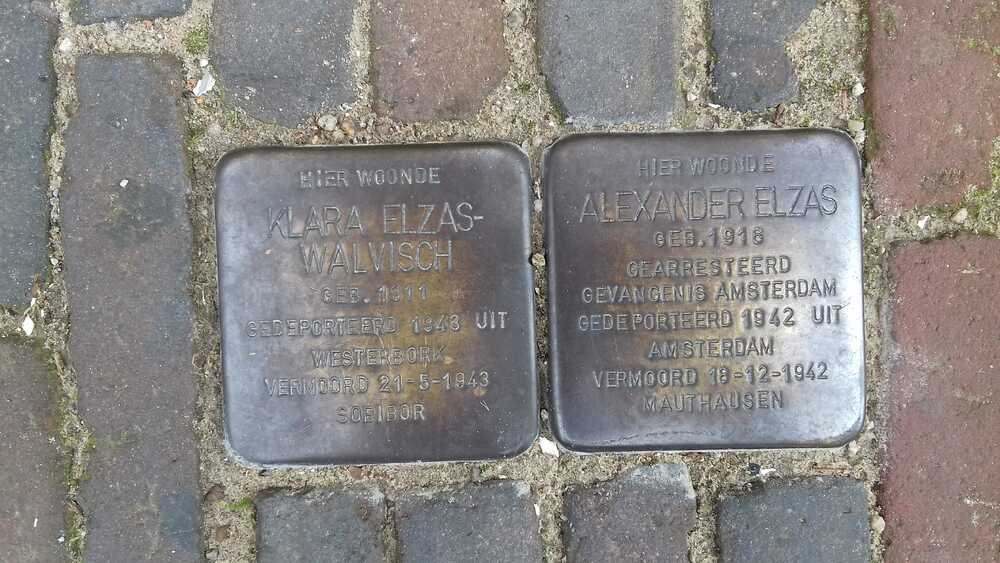 HIER WOONDE
KLARA ELZAS-
WALVISCH
GEB. 1911
GEDEPORTEERD 1943 UIT
WESTERBORK
VERMOORD 21-5-1943
SOBIBOR
HIER WOONDE
ALEXANDER ELZAS
GEB. 1918
GEARRESTEERD
GEVANGENIS AMSTERDAM
GEDEPORTEERD 1942 UIT
AMSTERDAM
VERMOORD 18-12-1942
MAUTHAUSEN